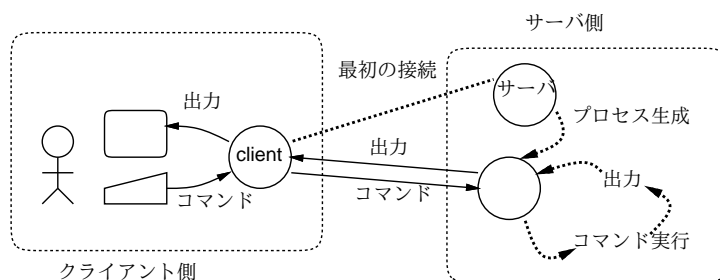 サーバ側
最初の接続
サーバ
出力
プロセス生成
client
出力
出力
コマンド
コマンド
コマンド実行
クライアント側